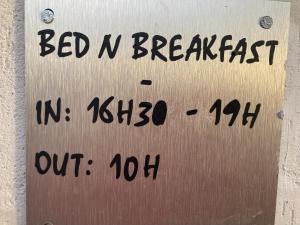 BED N BREAKFAST
-
IN: 16H30 - 19H
OUT: 10H